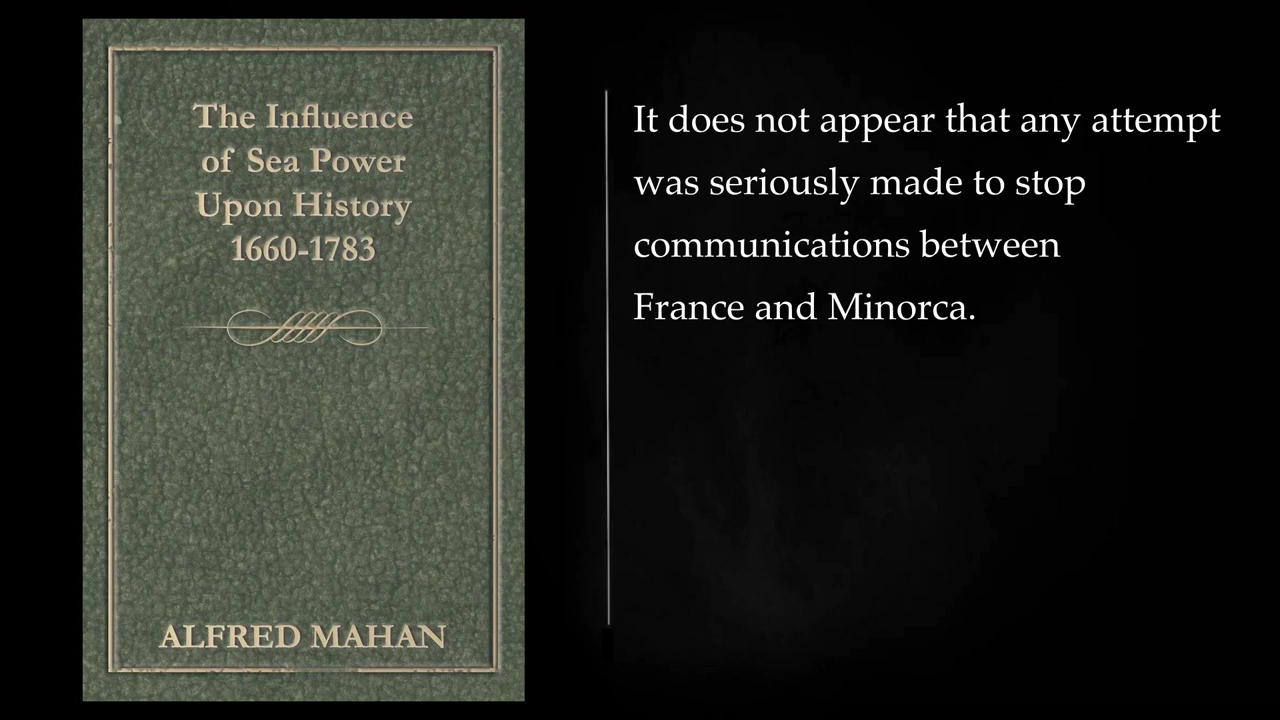 The Influence
of Sea Power
Upon History
1660-1783
ALFRED MAHAN
It does not appear that any attempt
was seriously made to stop
communications between
France and Minorca.